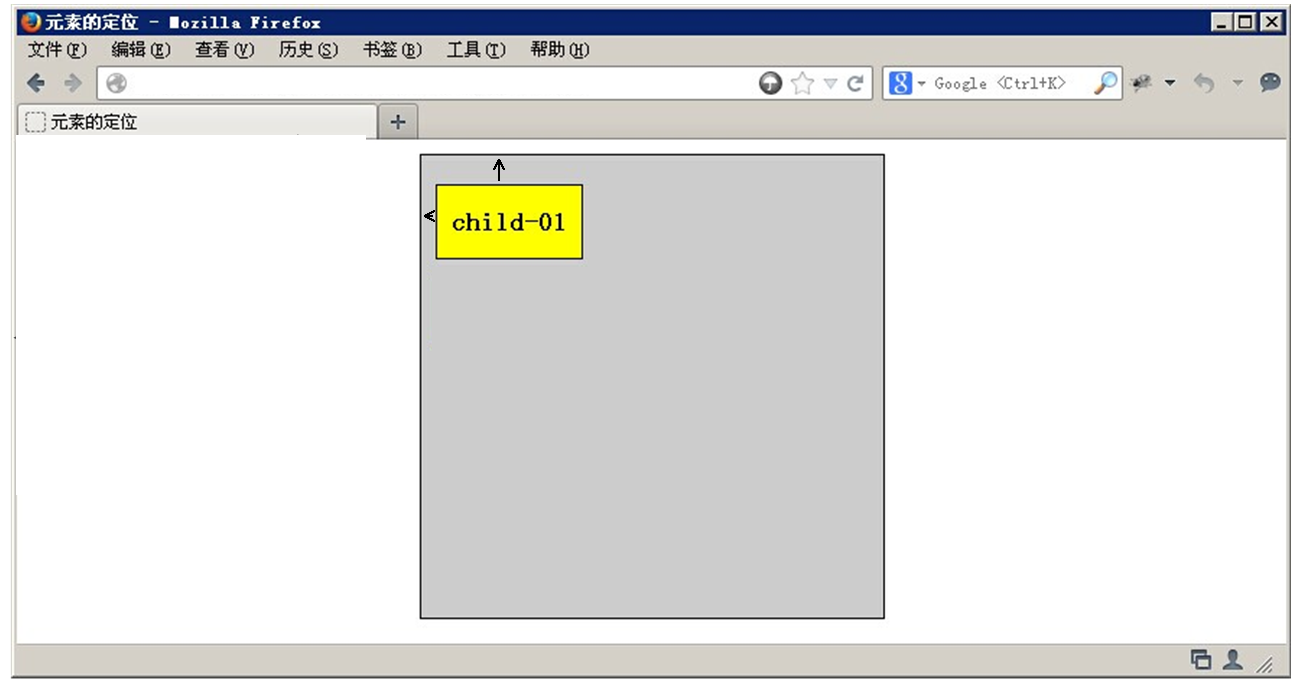 元素的定位 - Mozilla Firefox
文件(F) 编辑(E) 查看(V) 历史(S) 书签(B) 工具(T) 帮助(H)
8 Google <Ctrl+K>
元素的定位
child-01